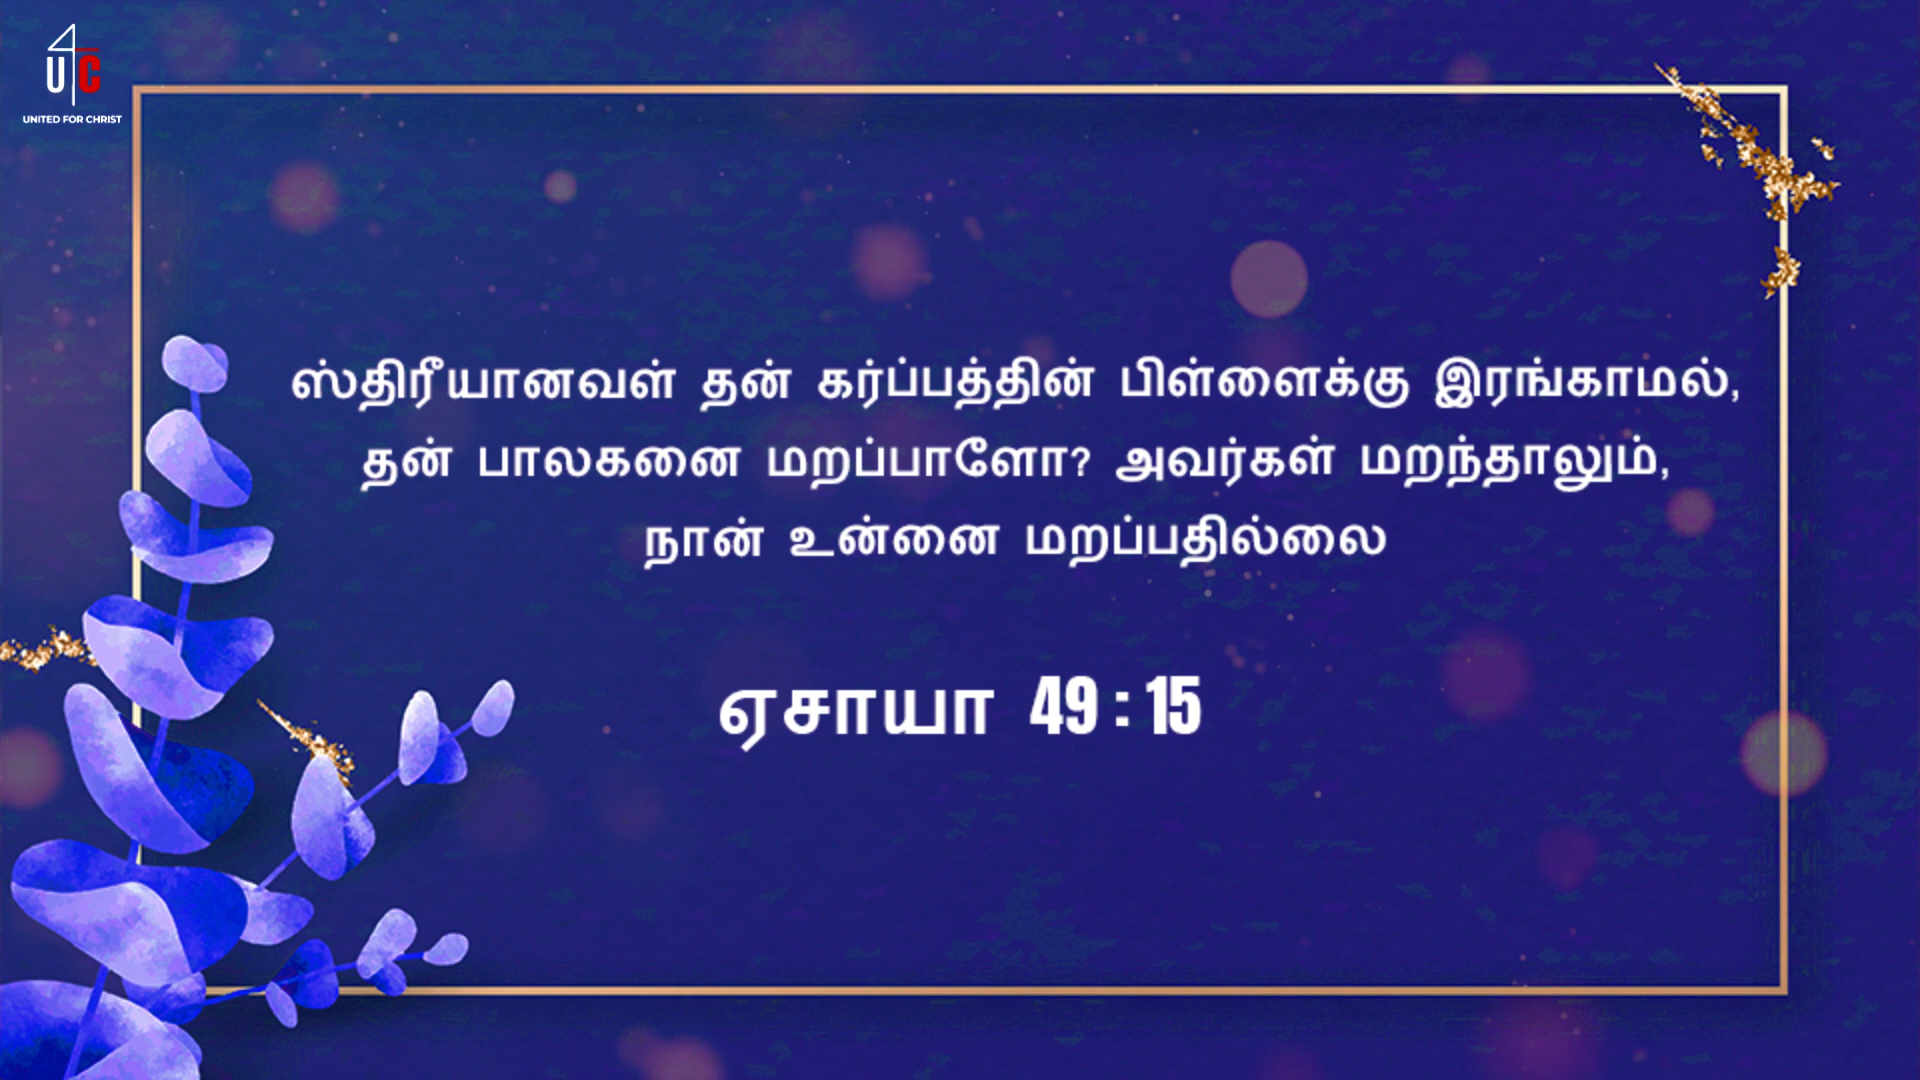 UC
UNITED FOR CHRIST
ஸ்திரீயானவள் தன் கர்ப்பத்தின் பிள்ளைக்கு இரங்காமல்,
தன் பாலகனை மறப்பாளோ? அவர்கள் மறந்தாலும்,
நான் உன்னை மறப்பதில்லை
ஏசாயா 49 : 15